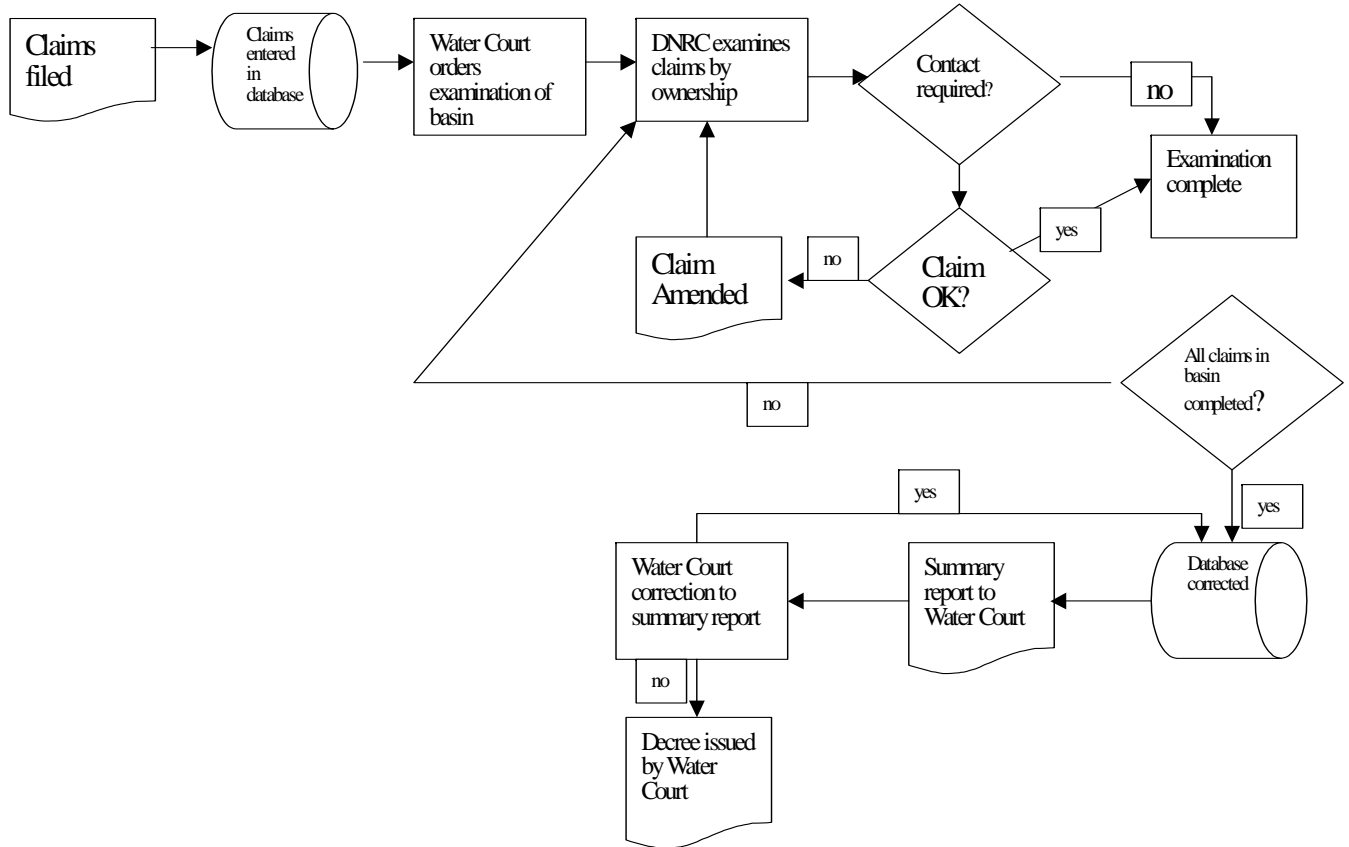 Claims
filed
Claims
entered
in
database
Water Court
orders
examination of
basin
DNRC examines
claims by
ownership
Contact
required?
no
Examination
complete
yes
Claim
OK?
no
Claim
Amended
All claims in
basin
completed?
no
yes
yes
Database
corrected
Summary
report to
Water Court
Water Court
correction to
summary report
no
Decree issued
by Water
Court